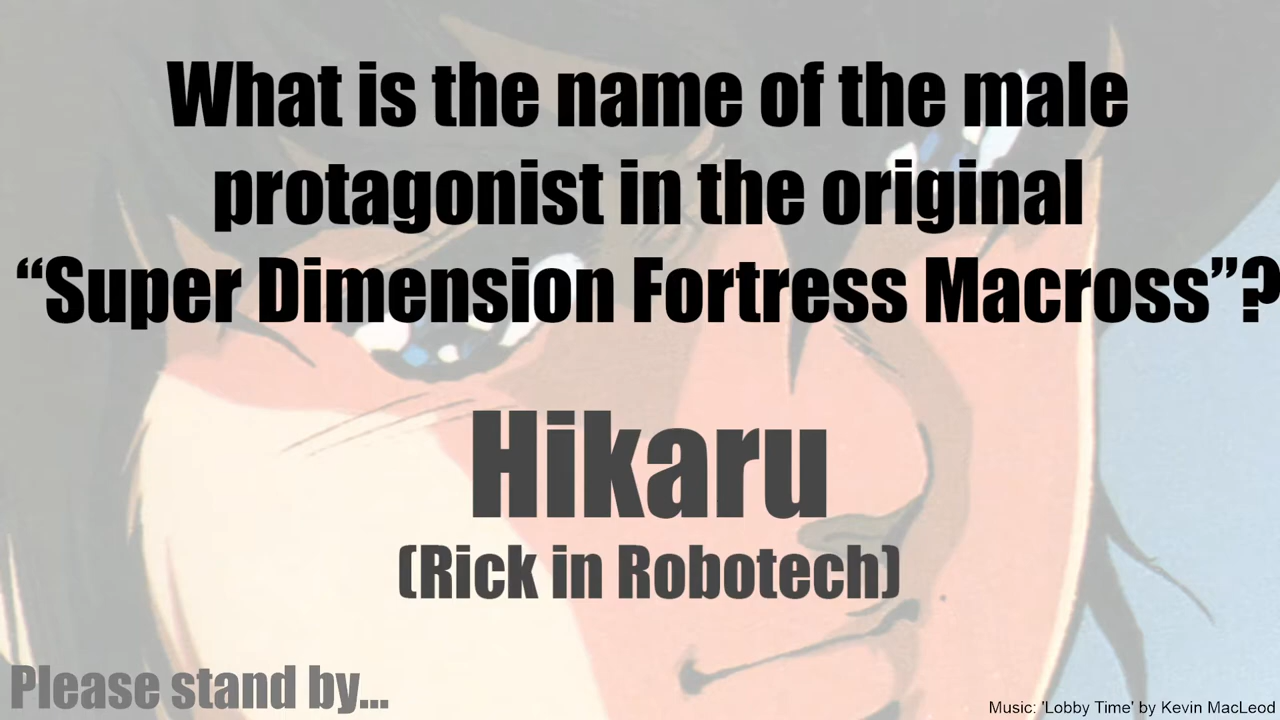 What is the name of the male
protagonist in the original
“Super Dimension Fortress Macross”?
Hikaru
(Rick in Robotech)
Please stand by...
Music: 'Lobby Time' by Kevin MacLeod